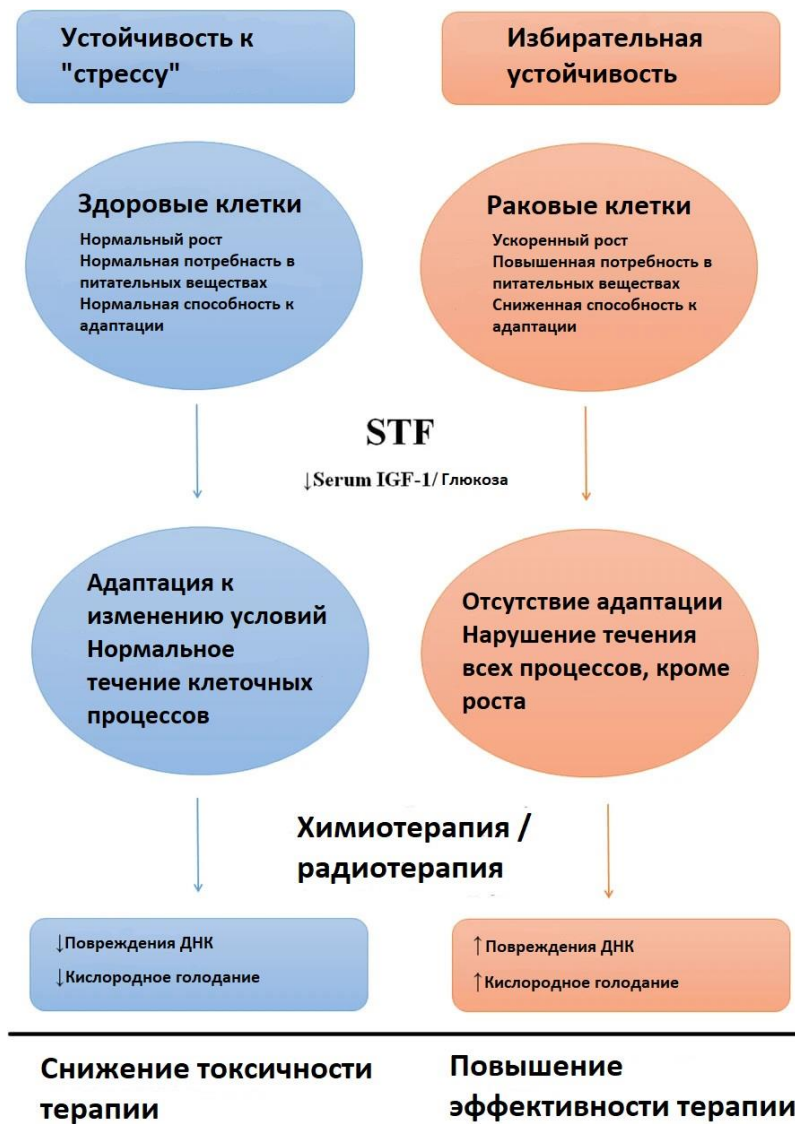 Устойчивость к
"стрессу"
Избирательная
устойчивость
Здоровые клетки
Нормальный рост
Нормальная потребнасть в
питательных веществах
Нормальная способность к
адаптации
Раковые клетки
Ускоренный рост
Повышенная потребность в
питательных веществах
Сниженная способность к
адаптации
STF
↓Serum IGF-1/ Глюкоза
Адаптация к
изменению условий
Нормальное
течение клеточных
процессов
Отсутствие адаптации
Нарушение течения
всех процессов, кроме
роста
Химиотерапия /
радиотерапия
↓Повреждения ДНК
↓Кислородное голодание
↑Повреждения ДНК
↑Кислородное голодание
Снижение токсичности
терапии
Повышение
эффективности терапии